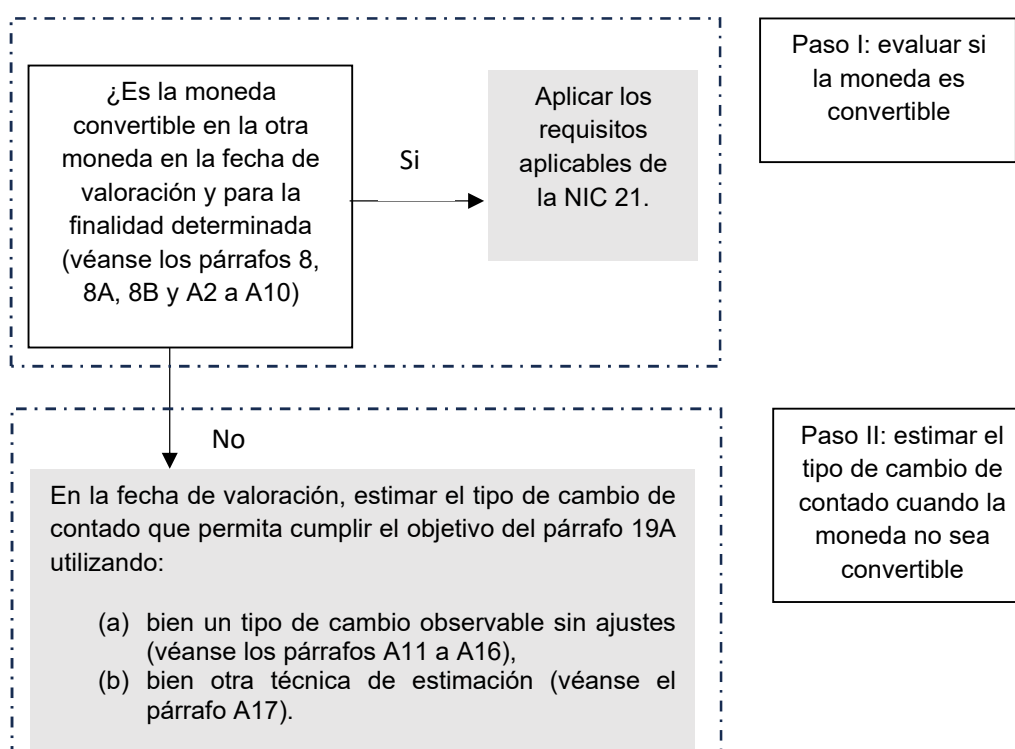 ¿Es la moneda
convertible en la otra
moneda en la fecha de
valoración y para la
finalidad determinada
(véanse los párrafos 8,
8A, 8B y A2 a A10)
Si
Aplicar los
requisitos
aplicables de
la NIC 21.
Paso I: evaluar si
la moneda es
convertible
No
En la fecha de valoración, estimar el tipo de cambio de
contado que permita cumplir el objetivo del párrafo 19A
utilizando:
(a) bien un tipo de cambio observable sin ajustes
(véanse los párrafos A11 a A16),
(b) bien otra técnica de estimación (véanse el
párrafo A17).
Paso II: estimar el
tipo de cambio de
contado cuando la
moneda no sea
convertible